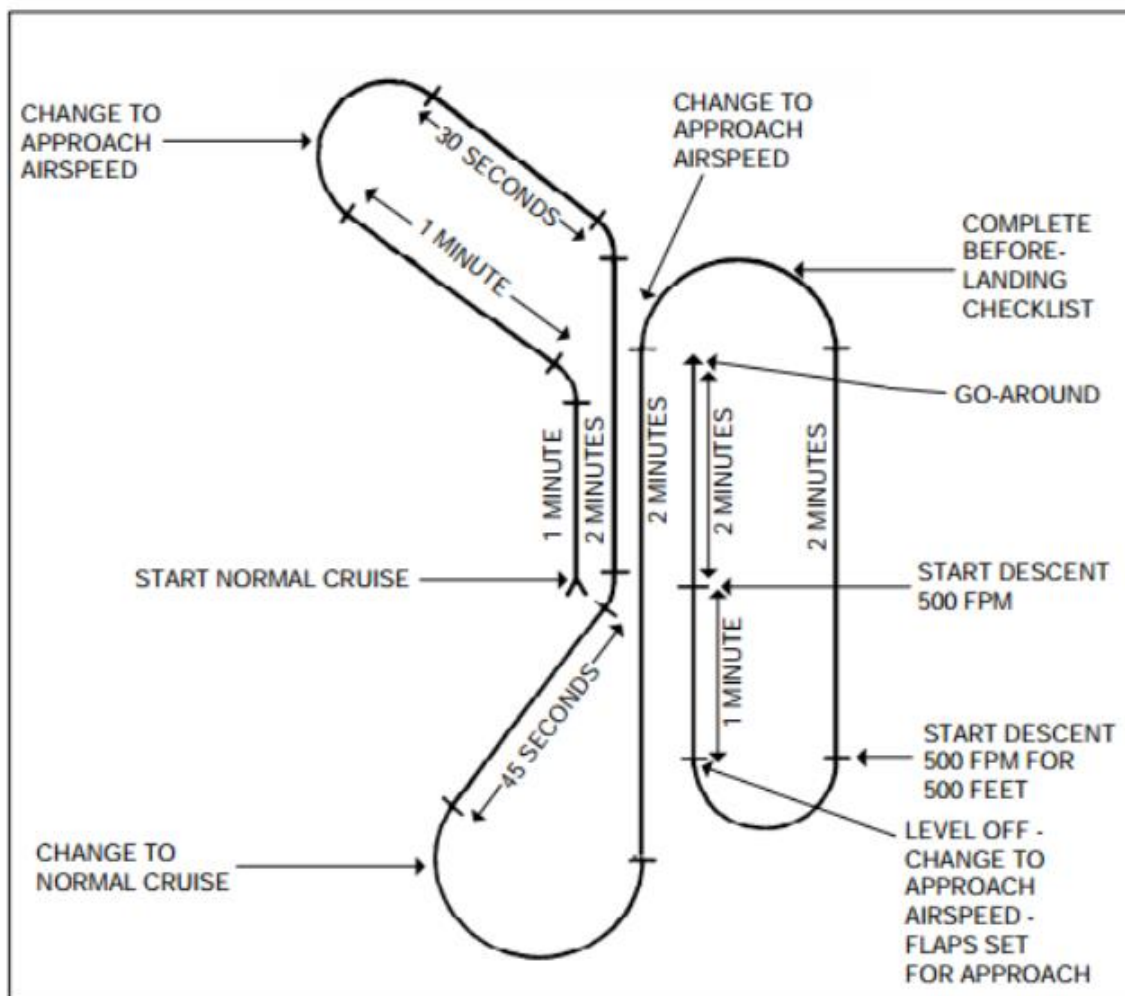 CHANGE TO
APPROACH
AIRSPEED
30 SECONDS
1 MINUTE
CHANGE TO
APPROACH
AIRSPEED
COMPLETE
BEFORE-
LANDING
CHECKLIST
GO-AROUND
1 MINUTE
2 MINUTES
2 MINUTES
2 MINUTES
2 MINUTES
START NORMAL CRUISE
START DESCENT
500 FPM
1 MINUTE
45 SECONDS
START DESCENT
500 FPM FOR
500 FEET
CHANGE TO
NORMAL CRUISE
LEVEL OFF -
CHANGE TO
APPROACH
AIRSPEED -
FLAPS SET
FOR APPROACH